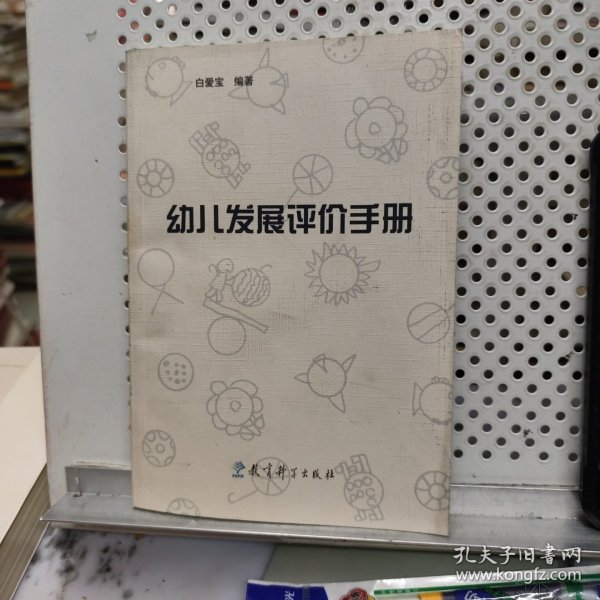 白爱宝 编著
幼儿发展评价手册
教育科学出版社
孔夫子旧书网
www.kongfz.com